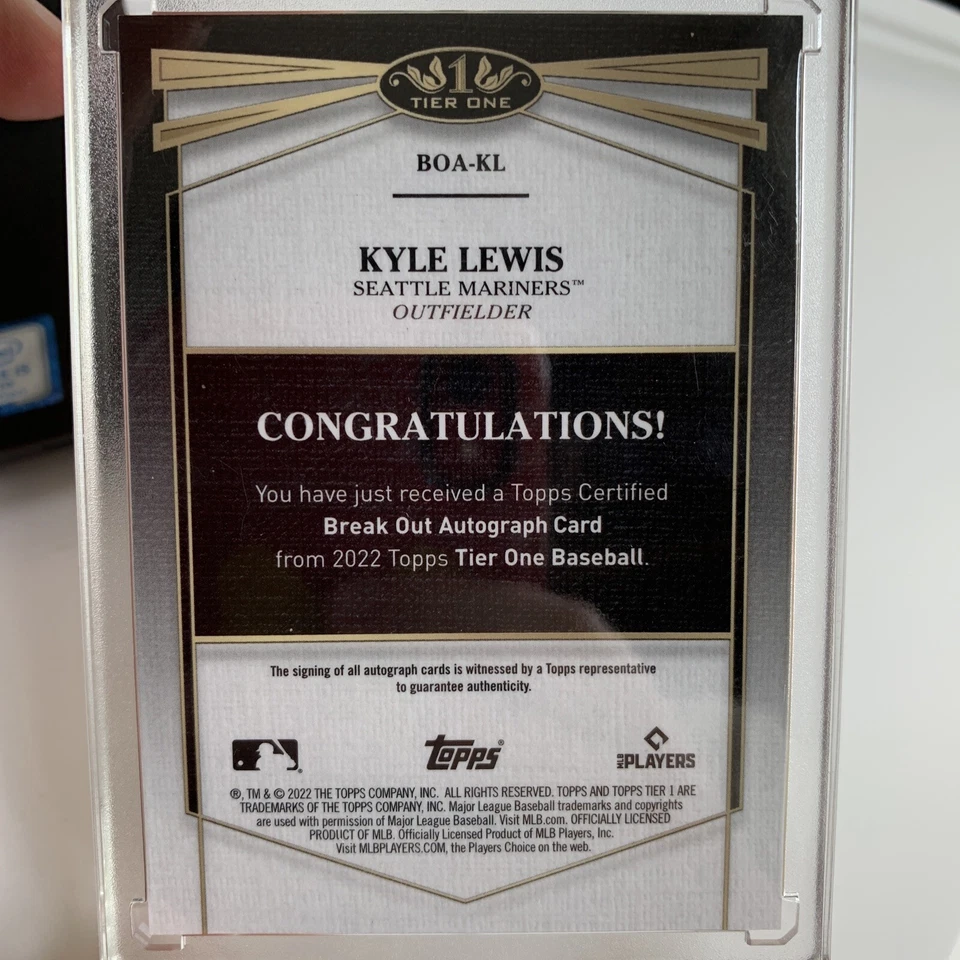 1
TIER ONE
BOA-KL
KYLE LEWIS
SEATTLE MARINERS™
OUTFIELDER
CONGRATULATIONS!
You have just received a Topps Certified
Break Out Autograph Card
from 2022 Topps Tier One Baseball.
The signing of all autograph cards is witnessed by a Topps representative
to guarantee authenticity.
® topps® MLB PLAYERS
®, TM & © 2022 THE TOPPS COMPANY, INC. ALL RIGHTS RESERVED. TOPPS AND TOPPS TIER 1 ARE
TRADEMARKS OF THE TOPPS COMPANY, INC. Major League Baseball trademarks and copyrights
are used with permission of Major League Baseball. Visit MLB.com. OFFICIALLY LICENSED
PRODUCT OF MLB. Officially Licensed Product of MLB Players, Inc.
Visit MLBPLAYERS.COM, the Players Choice on the web.